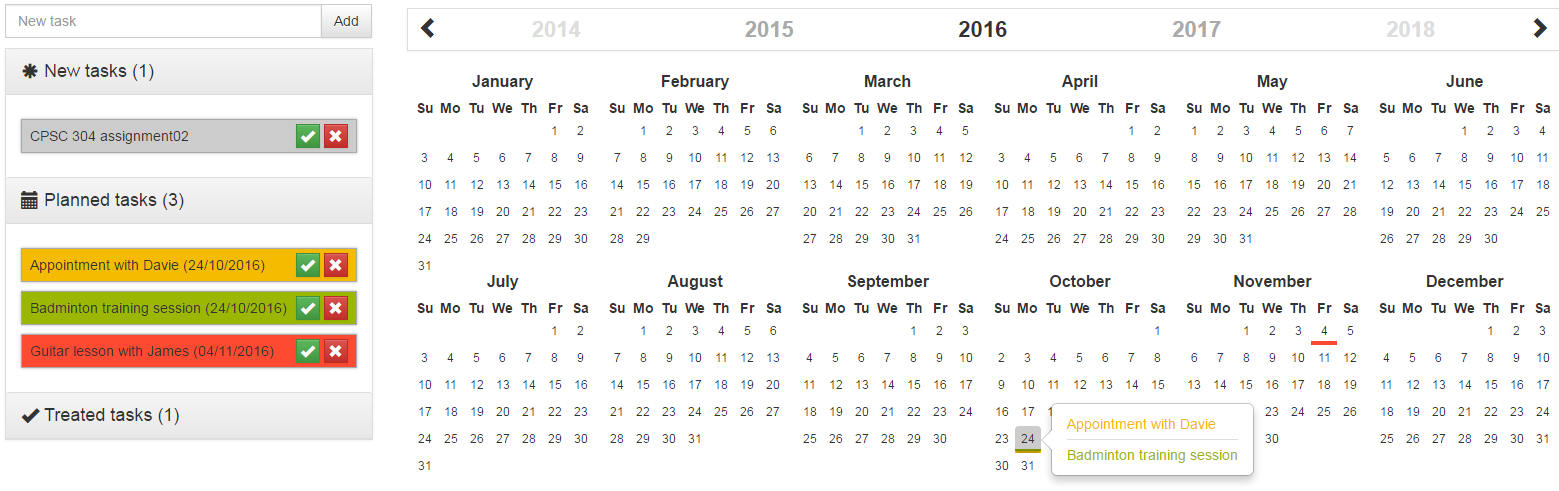 New task
Add
New tasks (1)
CPSC 304 assignment02
Planned tasks (3)
Appointment with Davie (24/10/2016)
Badminton training session (24/10/2016)
Guitar lesson with James (04/11/2016)
Treated tasks (1)
2014 2015 2016 2017 2018
January
Su Mo Tu We Th Fr Sa
1 2
3 4 5 6 7 8 9
10 11 12 13 14 15 16
17 18 19 20 21 22 23
24 25 26 27 28 29 30
31
February
Su Mo Tu We Th Fr Sa
1 2 3 4 5 6
7 8 9 10 11 12 13
14 15 16 17 18 19 20
21 22 23 24 25 26 27
28 29
March
Su Mo Tu We Th Fr Sa
1 2 3 4 5
6 7 8 9 10 11 12
13 14 15 16 17 18 19
20 21 22 23 24 25 26
27 28 29 30 31
April
Su Mo Tu We Th Fr Sa
1 2
3 4 5 6 7 8 9
10 11 12 13 14 15 16
17 18 19 20 21 22 23
24 25 26 27 28 29 30
May
Su Mo Tu We Th Fr Sa
1 2 3 4 5 6 7
8 9 10 11 12 13 14
15 16 17 18 19 20 21
22 23 24 25 26 27 28
29 30 31
June
Su Mo Tu We Th Fr Sa
1 2 3 4
5 6 7 8 9 10 11
12 13 14 15 16 17 18
19 20 21 22 23 24 25
26 27 28 29 30
July
Su Mo Tu We Th Fr Sa
1 2
3 4 5 6 7 8 9
10 11 12 13 14 15 16
17 18 19 20 21 22 23
24 25 26 27 28 29 30
31
August
Su Mo Tu We Th Fr Sa
1 2 3 4 5 6
7 8 9 10 11 12 13
14 15 16 17 18 19 20
21 22 23 24 25 26 27
28 29 30 31
September
Su Mo Tu We Th Fr Sa
1 2 3
4 5 6 7 8 9 10
11 12 13 14 15 16 17
18 19 20 21 22 23 24
25 26 27 28 29 30
October
Su Mo Tu We Th Fr Sa
1
2 3 4 5 6 7 8
9 10 11 12 13 14 15
16 17
23 24
30 31
Appointment with Davie
Badminton training session
November
Su Mo Tu We Th Fr Sa
1 2 3 4 5
6 7 8 9 10 11 12
13 14 15 16 17 18 19
23 24 25 26
30
December
Su Mo Tu We Th Fr Sa
1 2 3
4 5 6 7 8 9 10
11 12 13 14 15 16 17
18 19 20 21 22 23 24
25 26 27 28 29 30 31